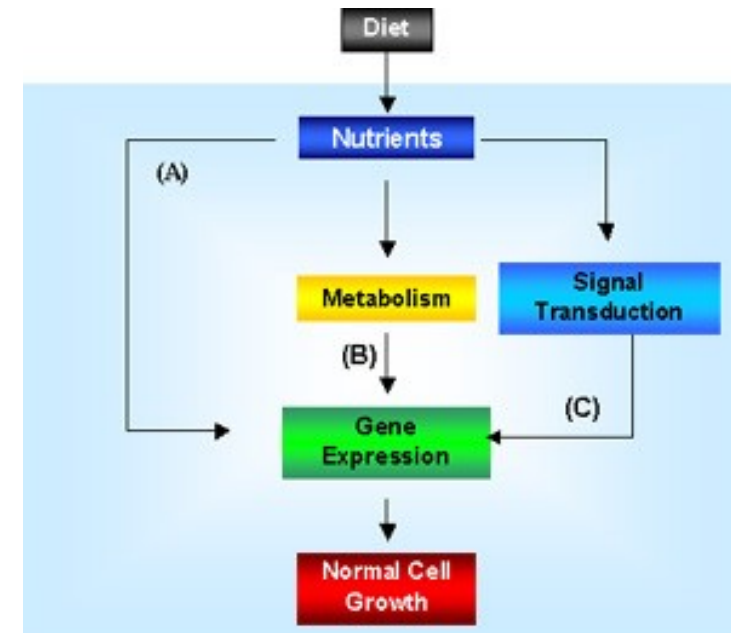 Diet
Nutrients
(A)
Signal
Transduction
Metabolism
(B)
(C)
Gene
Expression
Normal Cell
Growth